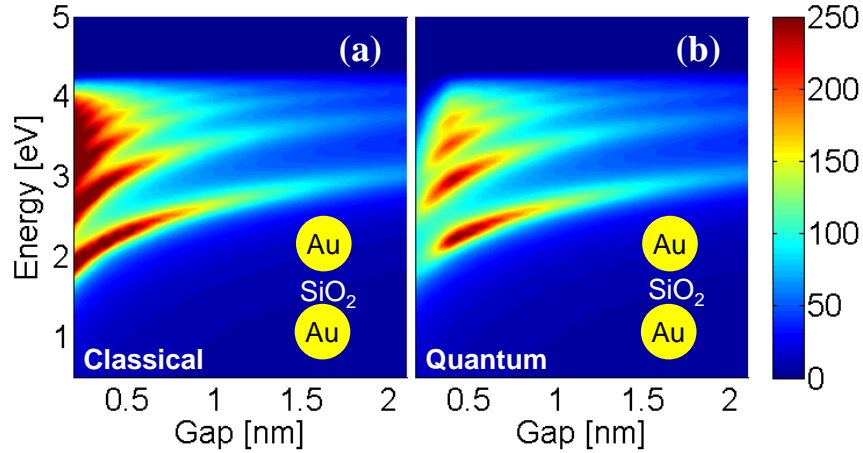 (a)
(b)
Energy [eV]
5
4
3
2
1
Au
SiO2
Au
Classical
0.5
1
1.5
2
Gap [nm]
Au
SiO2
Au
Quantum
0.5
1
1.5
2
Gap [nm]
250
200
150
100
50
0